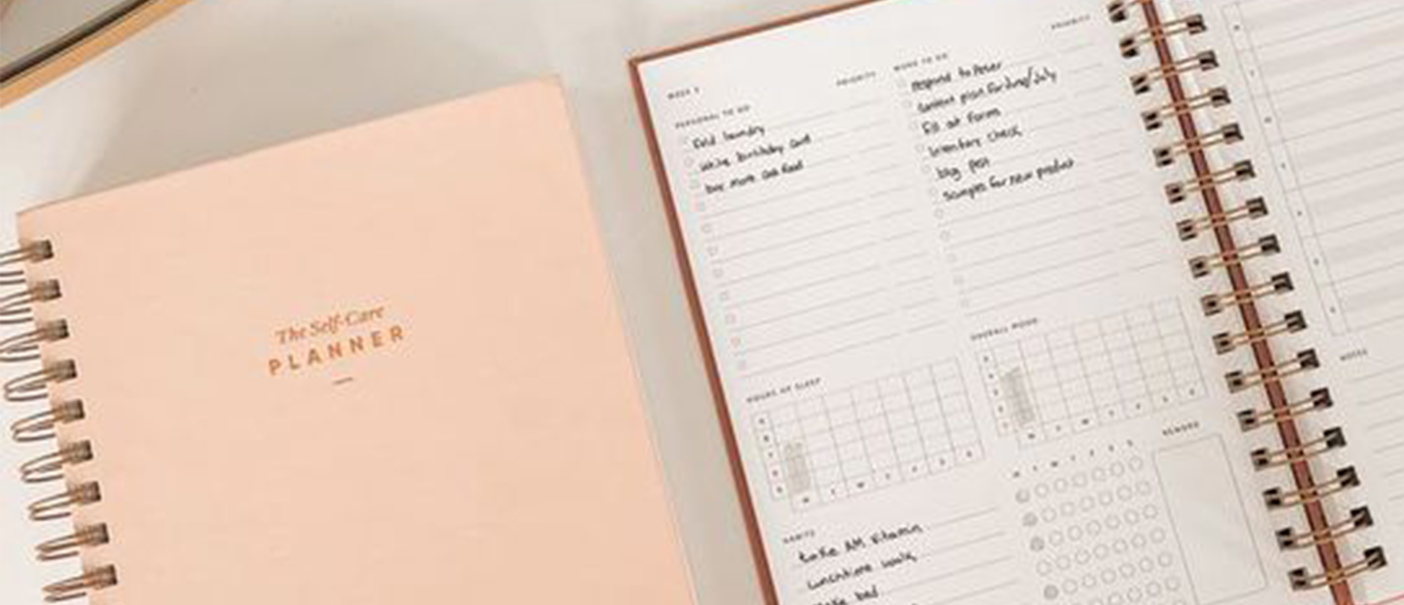 The Self-Care
PLANNER
WEEK
PERSONAL TO DO
PRIORITY
fold laundry
write birthday card
buy more cat food
WORK TO DO
PRIORITY
respond to Peter
content plan for June/July
fill out forms
inventory check
blog post
samples for new product
HOURS OF SLEEP
M T W T F S S
OVERALL MOOD
M T W T F S S
HABITS
M T W T F S S
take AM vitamin
lunchtime walk
make bed
REWARD
NOTES